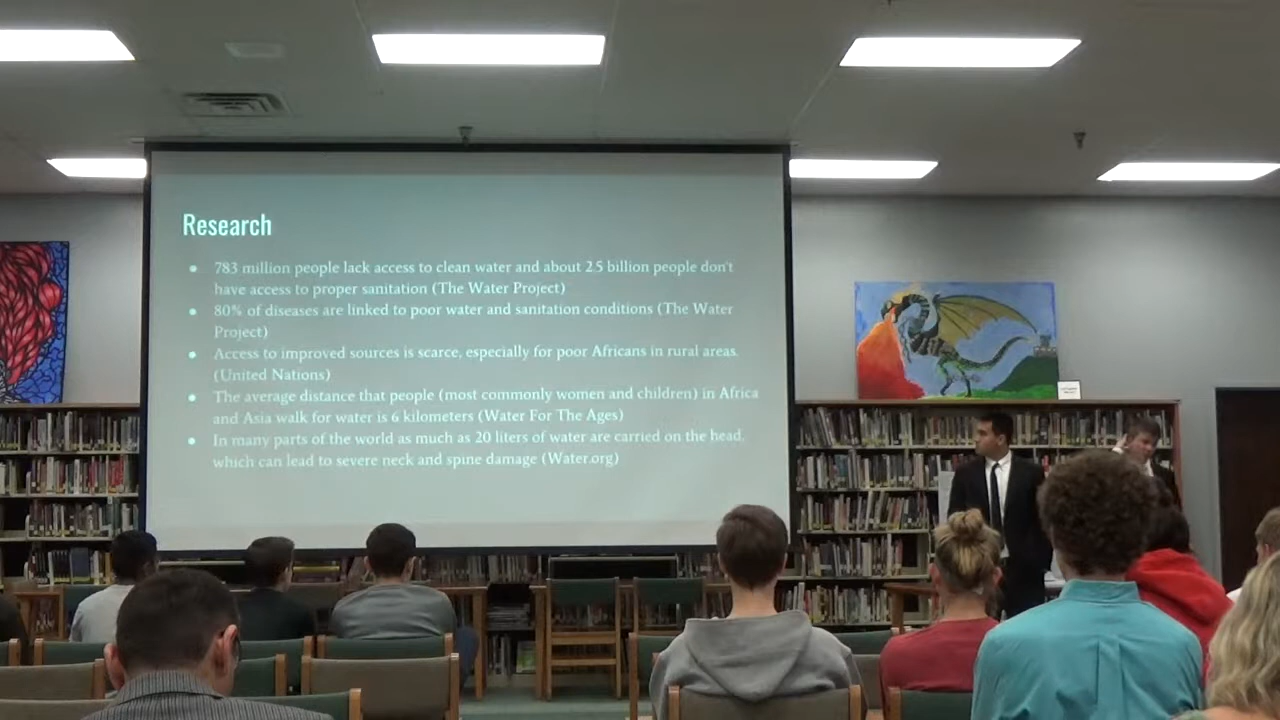 Research
783 million people lack access to clean water and about 2.5 billion people don't
have access to proper sanitation (The Water Project)
80% of diseases are linked to poor water and sanitation conditions (The Water
Project)
Access to improved sources is scarce, especially for poor Africans in rural areas.
(United Nations)
The average distance that people (most commonly women and children) in Africa
and Asia walk for water is 6 kilometers (Water For The Ages)
In many parts of the world as much as 20 liters of water are carried on the head,
which can lead to severe neck and spine damage (Water.org)